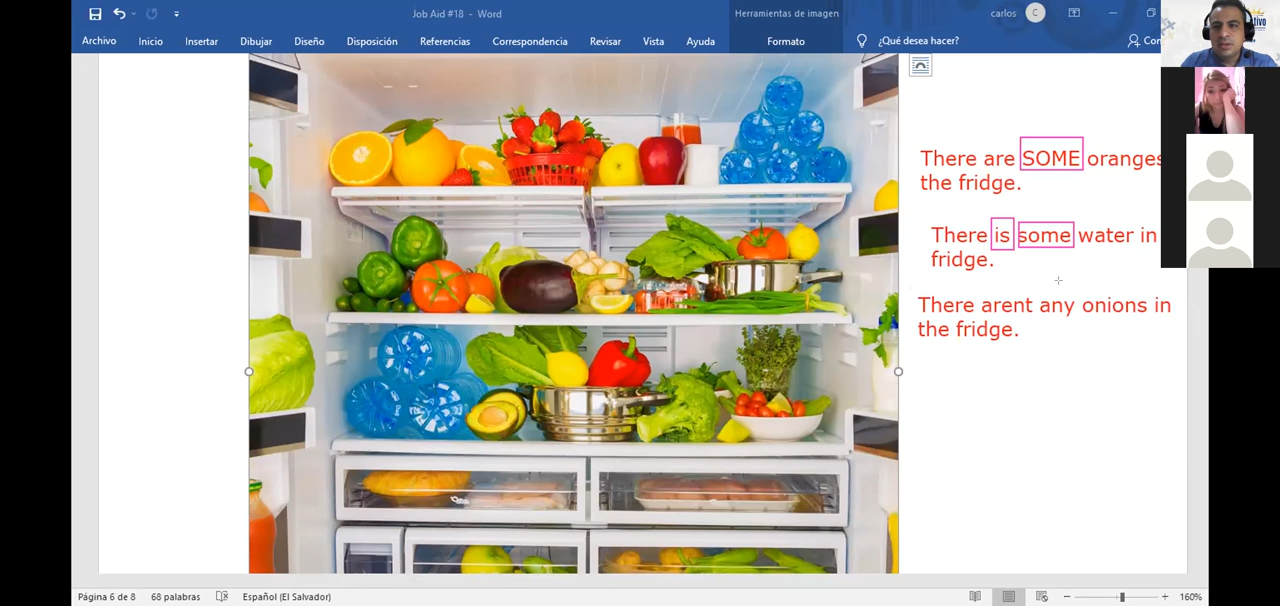 Job Aid #18 - Word
Herramientas de imagen
carlos
C
Archivo
Inicio
Insertar
Dibujar
Diseño
Disposición
Referencias
Correspondencia
Revisar
Vista
Ayuda
Formato
¿Qué desea hacer?
There are SOME oranges
the fridge.
There is some water in
fridge.
There arent any onions in
the fridge.
Página 6 de 8
68 palabras
Español (El Salvador)
160%